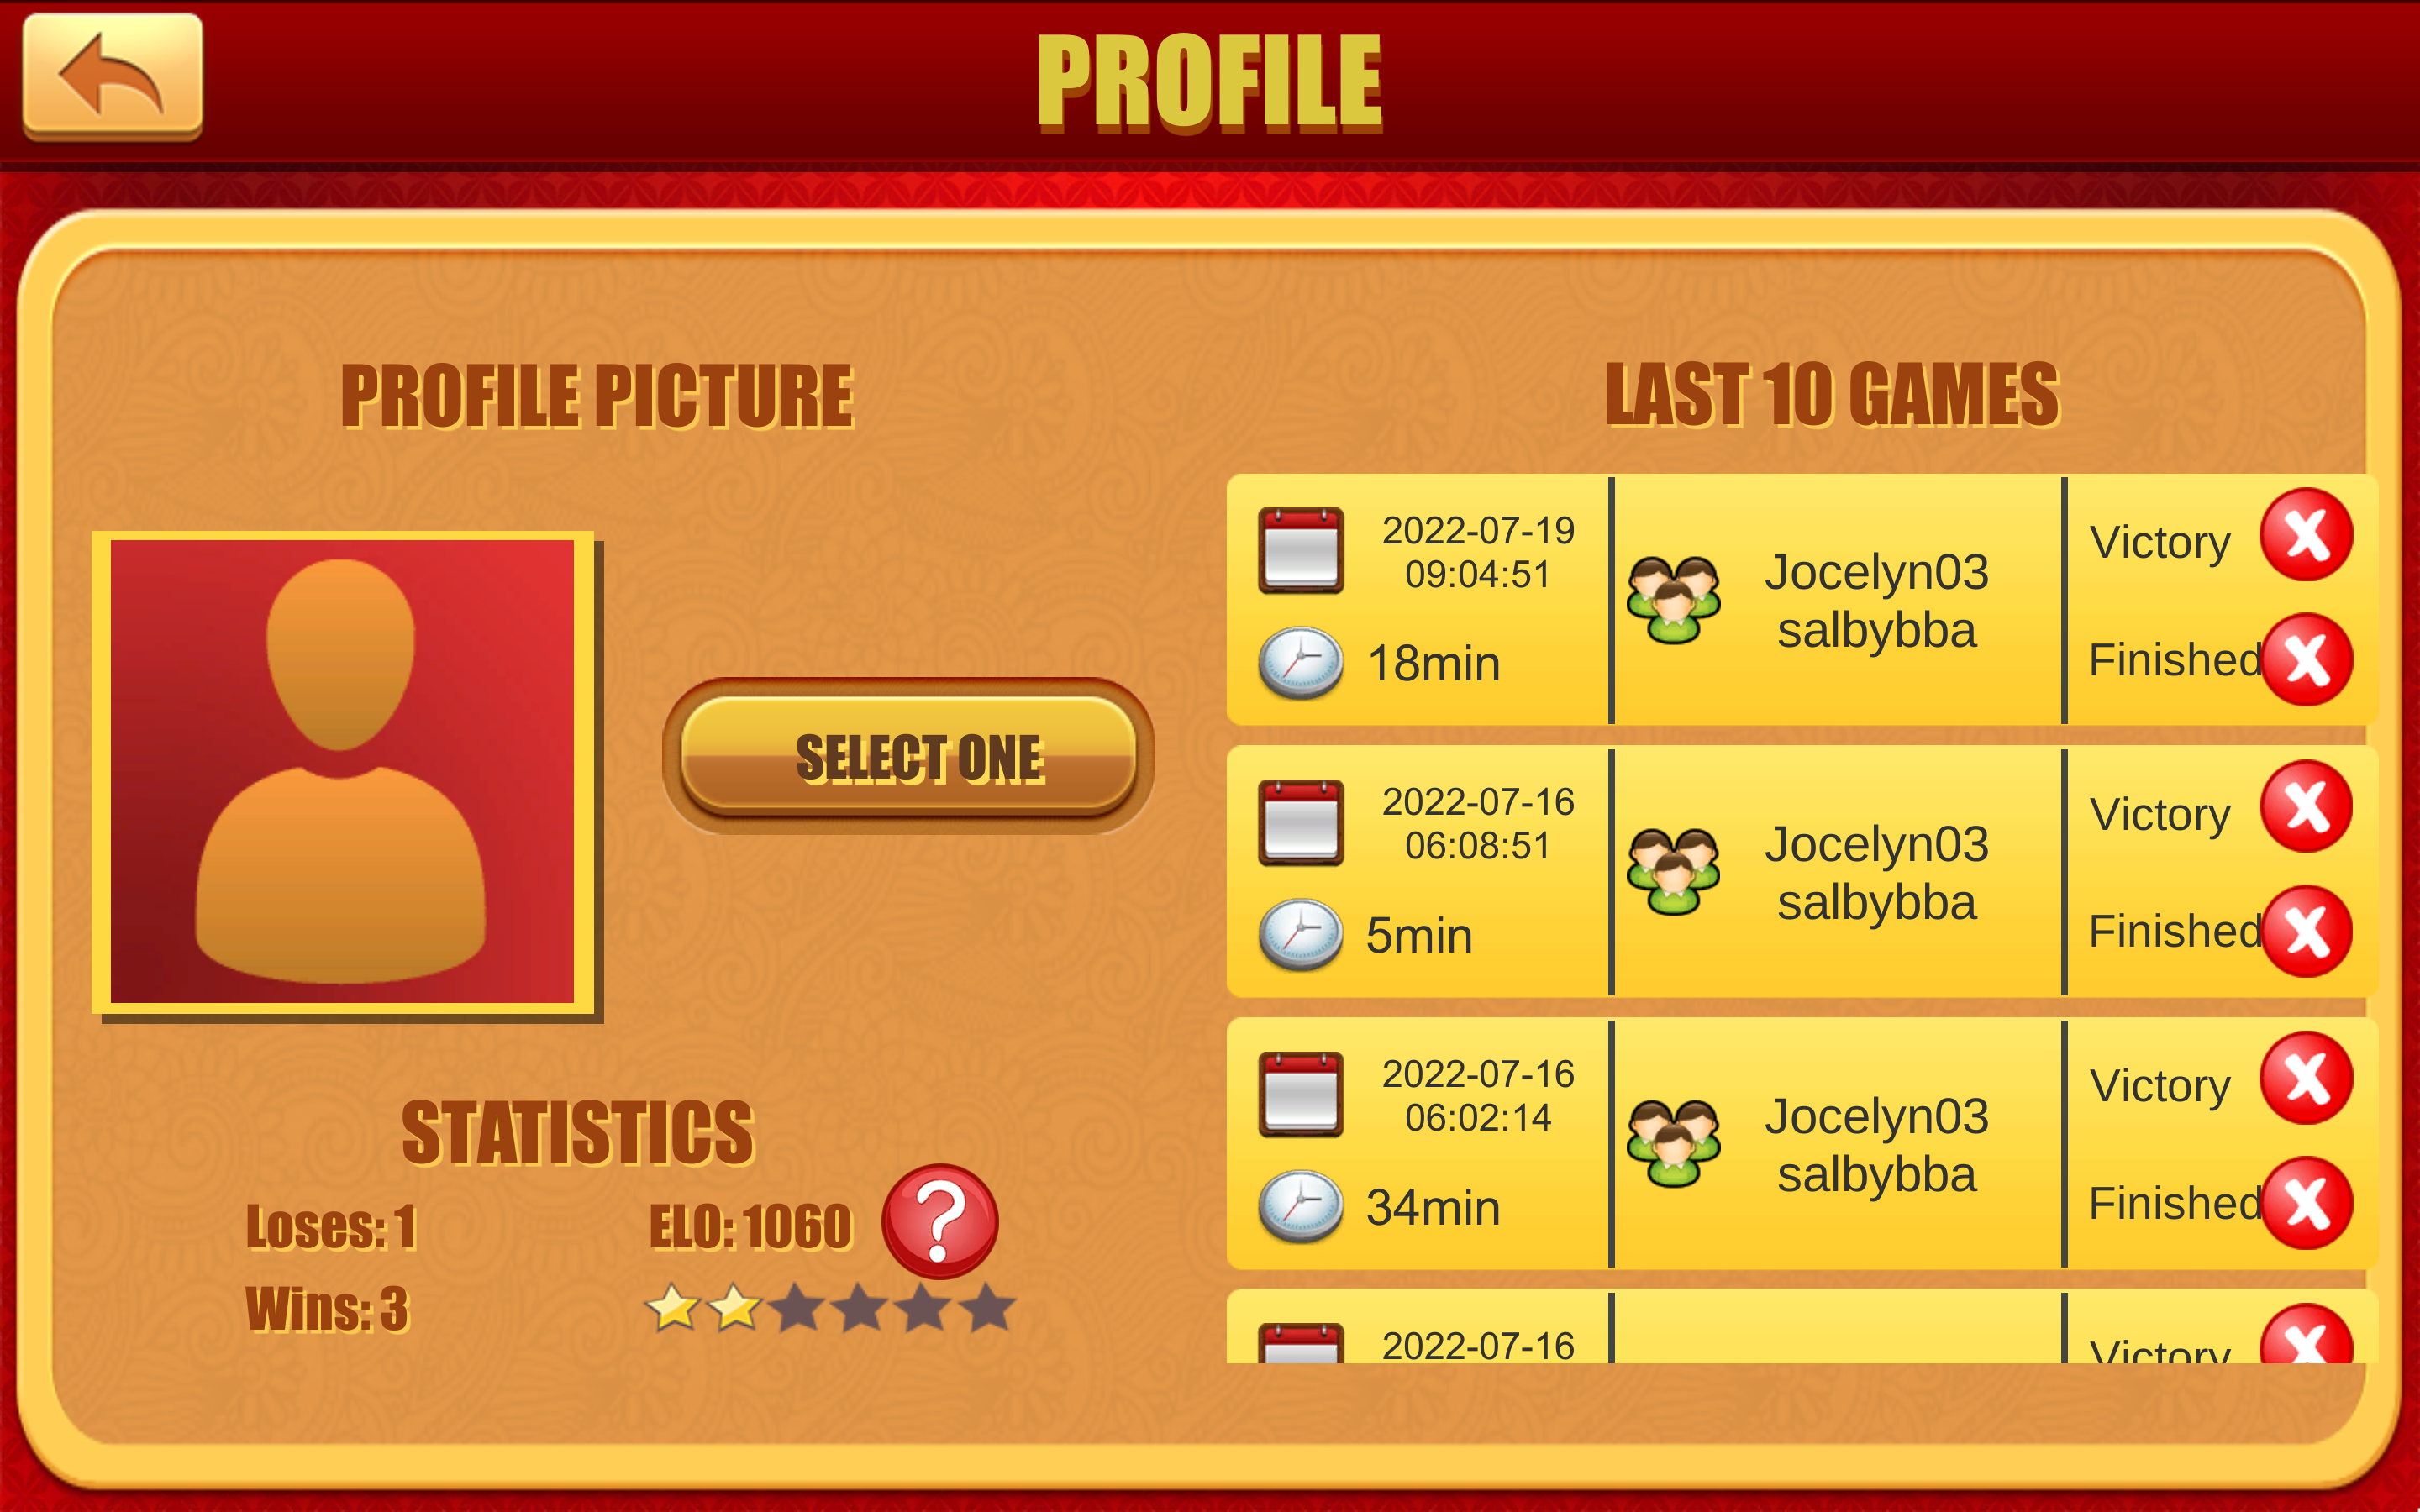 PROFILE
PROFILE PICTURE
SELECT ONE
STATISTICS
Loses: 1
ELO: 1060
?
Wins: 3
LAST 10 GAMES
2022-07-19
09:04:51
18min
Jocelyn03
salbybba
Victory
Finished
2022-07-16
06:08:51
5min
Jocelyn03
salbybba
Victory
Finished
2022-07-16
06:02:14
34min
Jocelyn03
salbybba
Victory
Finished
2022-07-16
Victory